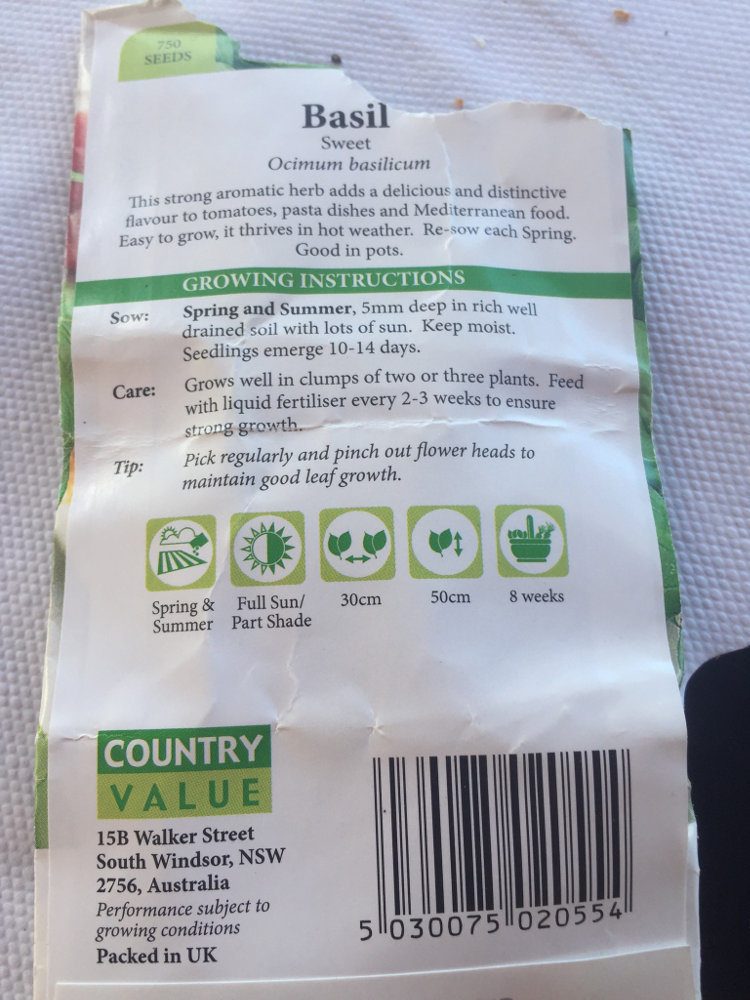 750
SEEDS
Basil
Sweet
Ocimum basilicum
This strong aromatic herb adds a delicious and distinctive
flavour to tomatoes, pasta dishes and Mediterranean food.
Easy to grow, it thrives in hot weather. Re-sow each Spring.
Good in pots.
GROWING INSTRUCTIONS
Sow: Spring and Summer, 5mm deep in rich well
drained soil with lots of sun. Keep moist.
Seedlings emerge 10-14 days.
Care: Grows well in clumps of two or three plants. Feed
with liquid fertiliser every 2-3 weeks to ensure
strong growth.
Tip: Pick regularly and pinch out flower heads to
maintain good leaf growth.
Spring & Full Sun/ 30cm 50cm 8 weeks
Summer Part Shade
COUNTRY
VALUE
15B Walker Street
South Windsor, NSW
2756, Australia
Performance subject to
growing conditions
Packed in UK
5 030075 020554